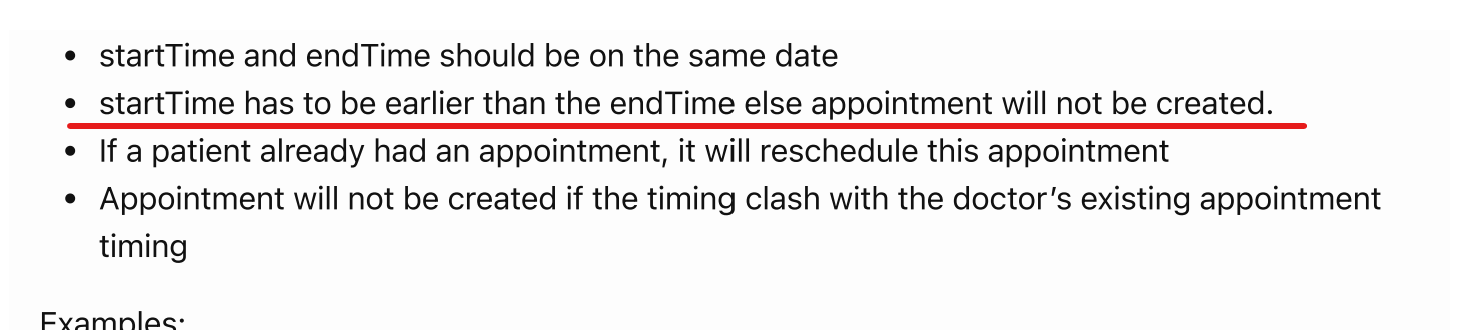 • startTime and endTime should be on the same date
• startTime has to be earlier than the endTime else appointment will not be created.
• If a patient already had an appointment, it will reschedule this appointment
• Appointment will not be created if the timing clash with the doctor's existing appointment
timing
Examples: